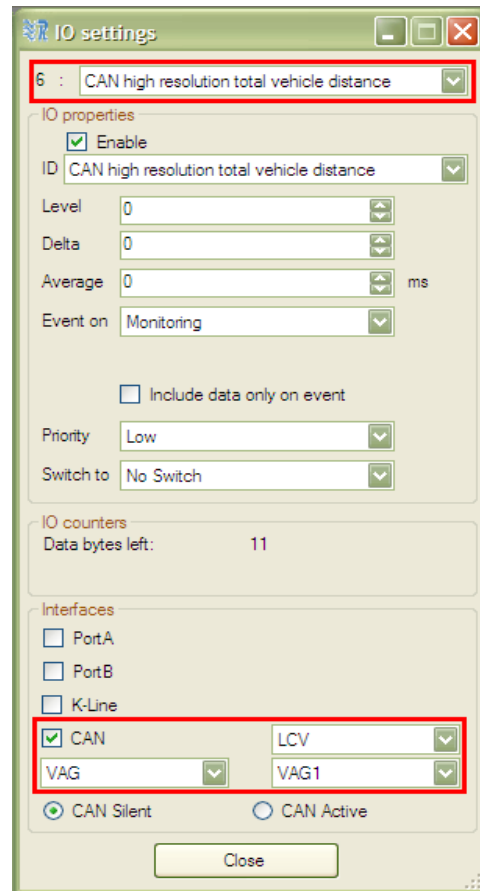 IO settings
6 : CAN high resolution total vehicle distance
IO properties
Enable
ID CAN high resolution total vehicle distance
Level 0
Delta 0
Average 0 ms
Event on Monitoring
Include data only on event
Priority Low
Switch to No Switch
IO counters
Data bytes left: 11
Interfaces
PortA
PortB
K-Line
CAN LCV
VAG VAG1
CAN Silent CAN Active
Close